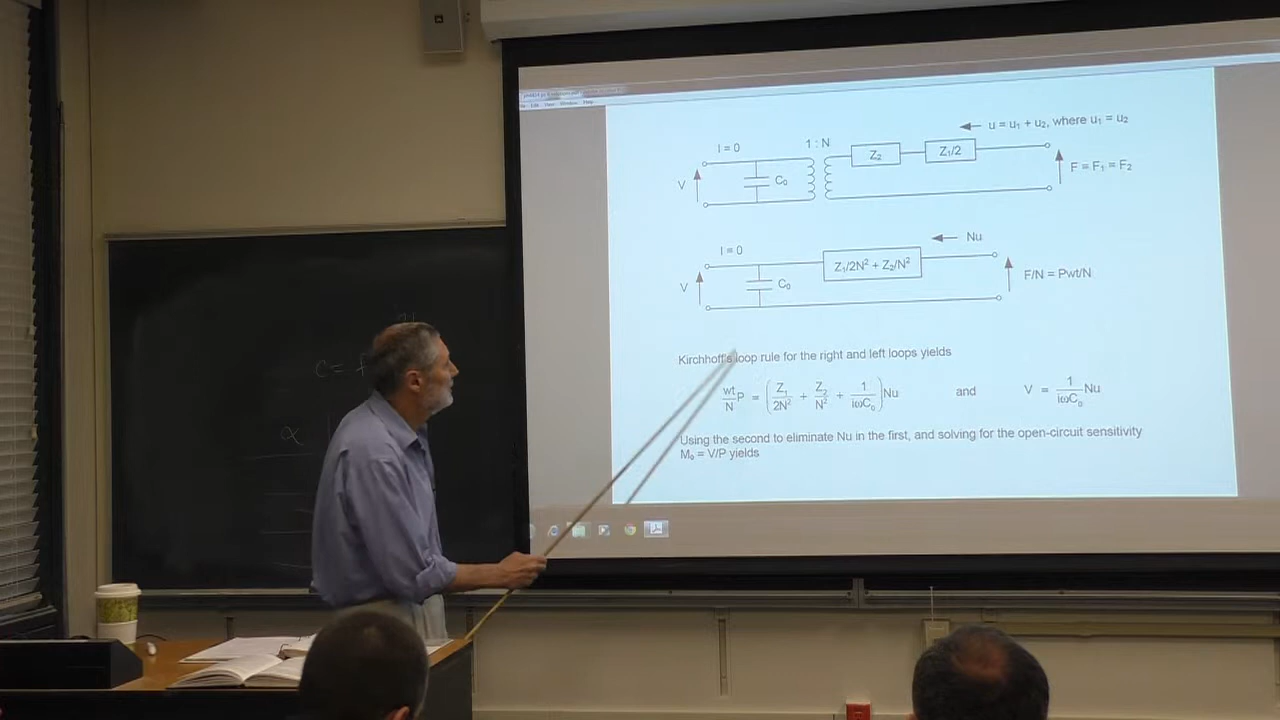 u = u₁ + u₂, where u₁ = u₂
I = 0
1 : N
Z₂
Z₁/2
V
C₀
F = F₁ = F₂
I = 0
Nu
Z₁/2N² + Z₂/N²
V
C₀
F/N = Pwt/N
Kirchhoff's loop rule for the right and left loops yields
wt/N P = (Z₁/2N² + Z₂/N² + 1/iωC₀) Nu and V = 1/iωC₀ Nu
Using the second to eliminate Nu in the first, and solving for the open-circuit sensitivity
M₀ = V/P yields
C =
α